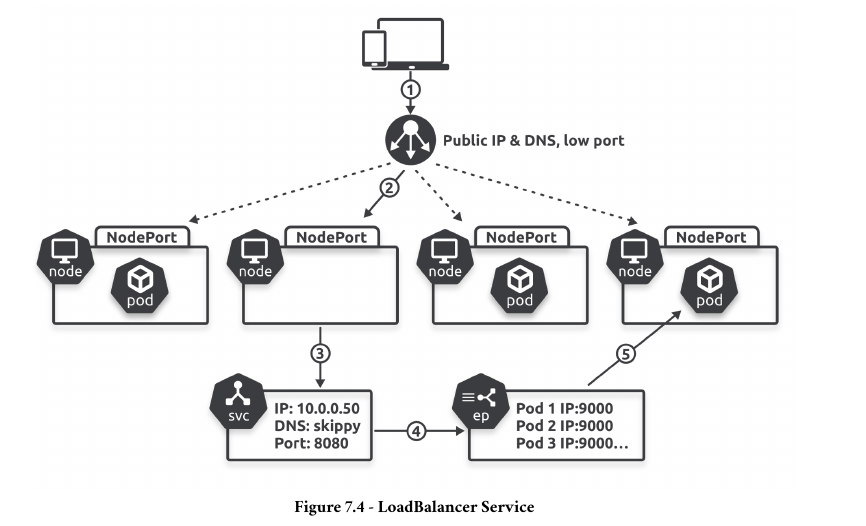 1
Public IP & DNS, low port
2
NodePort
NodePort
NodePort
NodePort
node
node
node
node
pod
pod
pod
3
5
svc
IP: 10.0.0.50
DNS: skippy
Port: 8080
4
ep
Pod 1 IP:9000
Pod 2 IP:9000
Pod 3 IP:9000...
Figure 7.4 - LoadBalancer Service